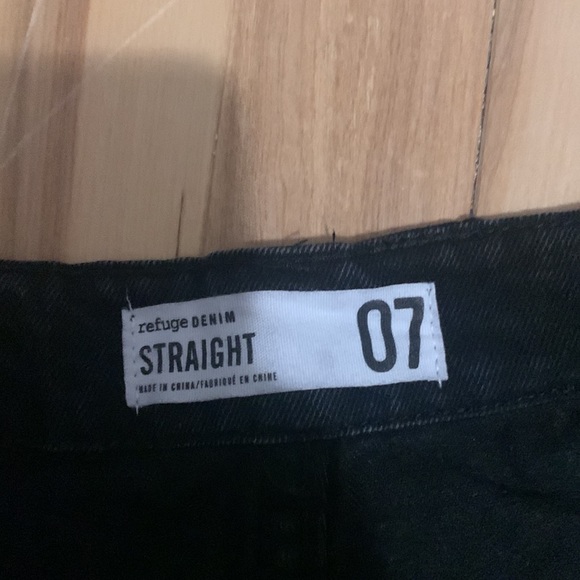 refuge DENIM
STRAIGHT
MADE IN CHINA/FABRIQUÉ EN CHINE
07